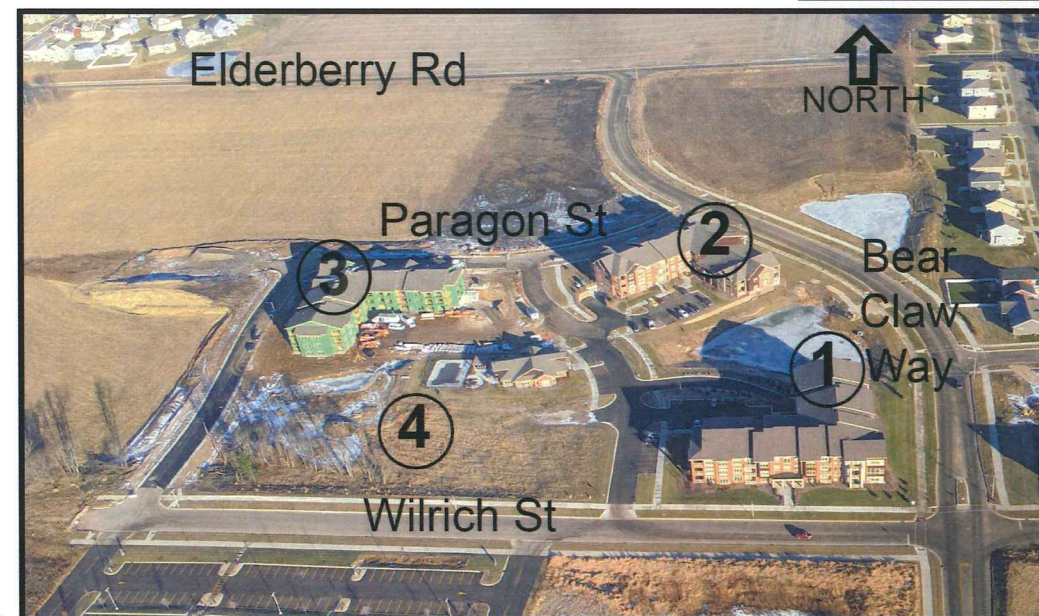 Elderberry Rd
NORTH
Paragon St
2
3
Bear
Claw
Way
1
4
Wilrich St